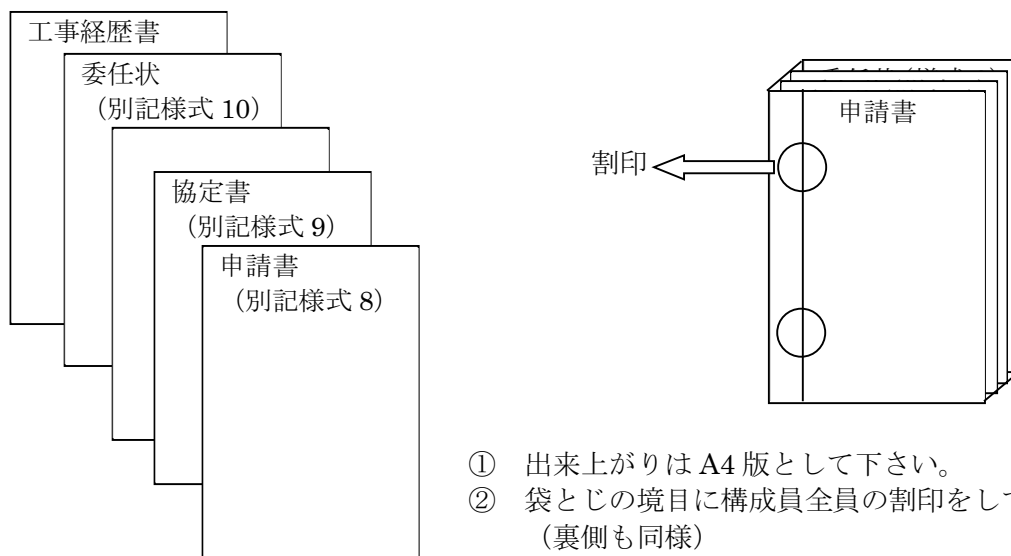 工事経歴書
委任状
（別記様式 10）
協定書
（別記様式 9）
申請書
（別記様式 8）
申請書
割印
① 出来上がりは A4 版として下さい。
② 袋とじの境目に構成員全員の割印をして
（裏側も同様）